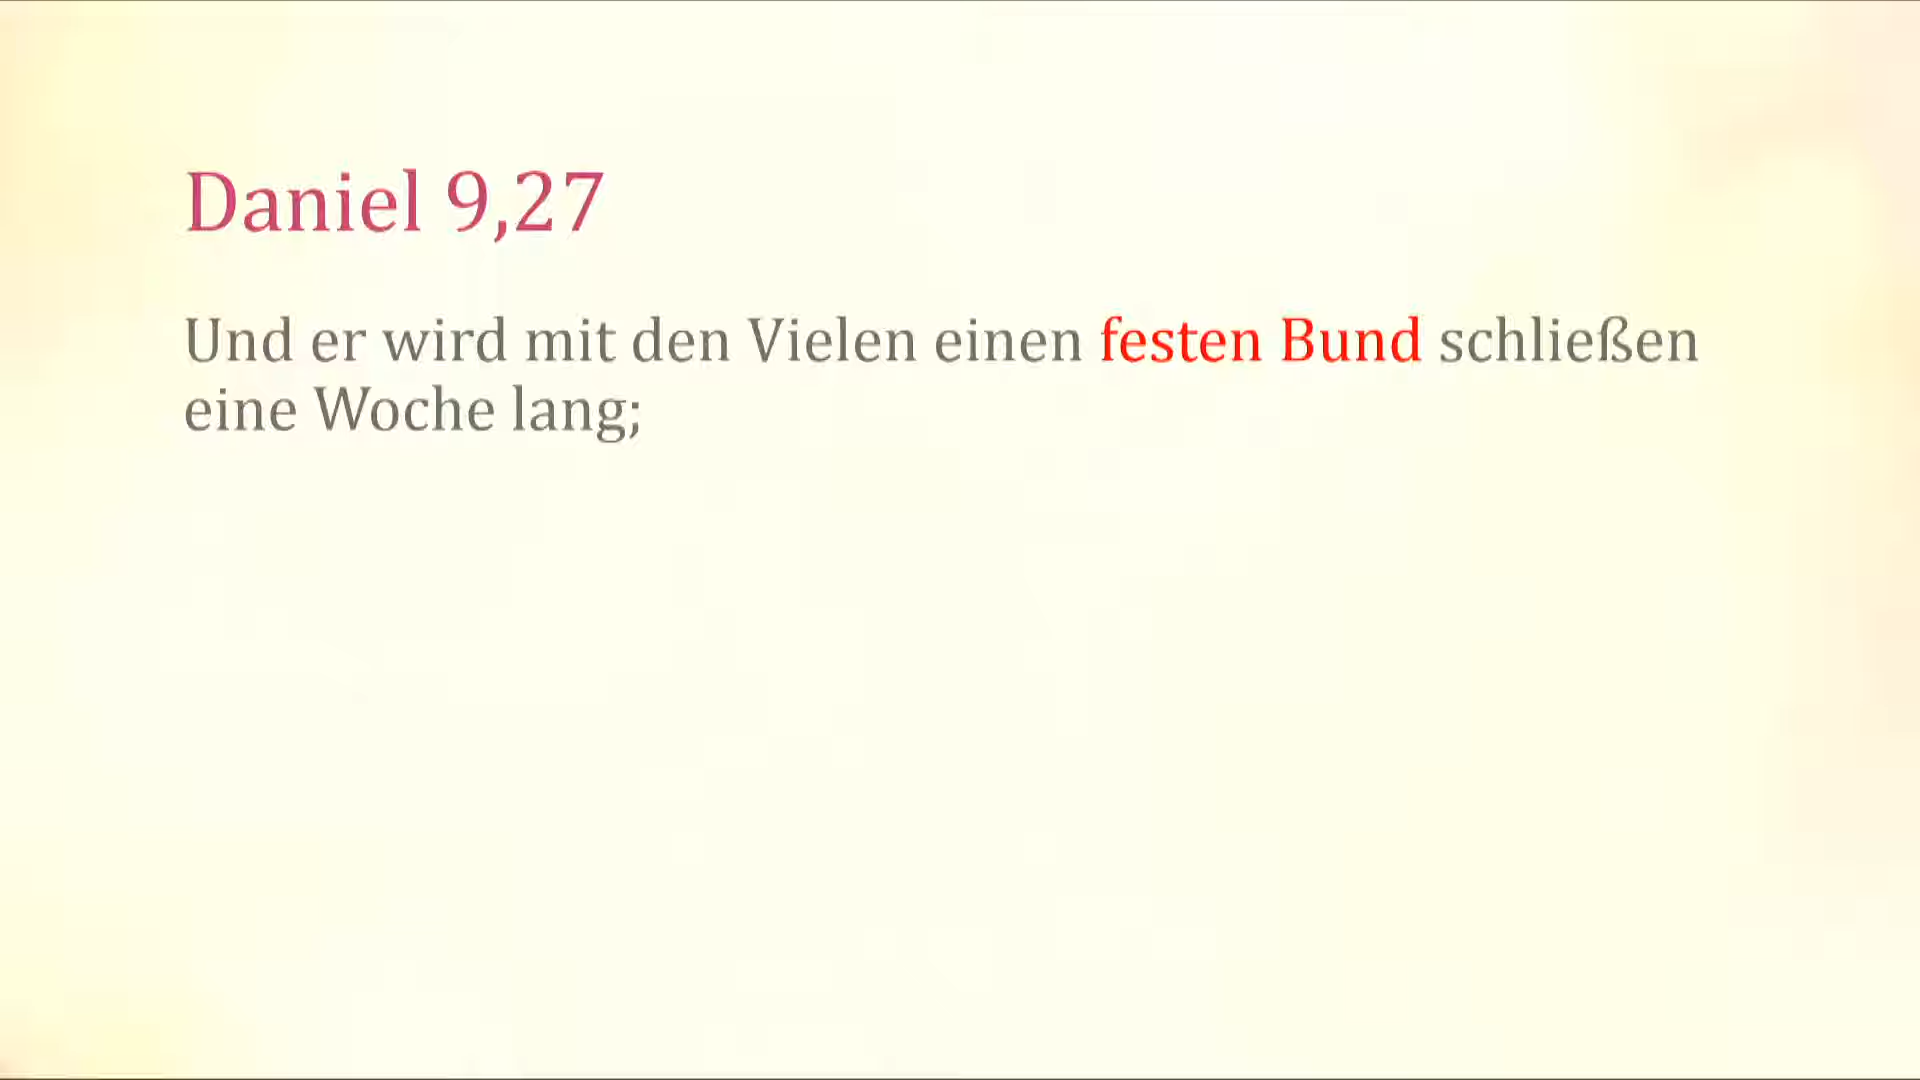 Daniel 9,27
Und er wird mit den Vielen einen festen Bund schließen
eine Woche lang;